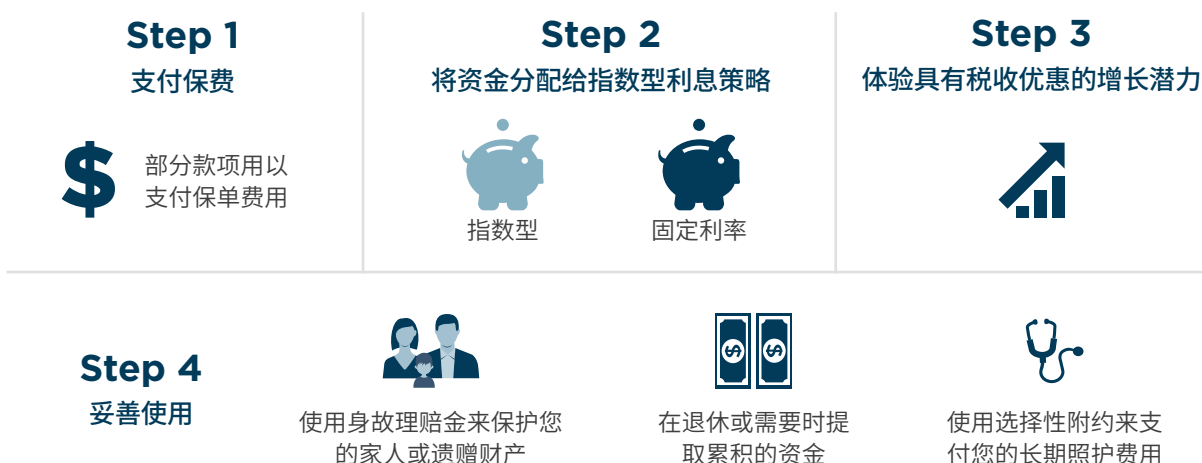 Step 1
支付保费
$
部分款项用以
支付保单费用
Step 2
将资金分配给指数型利息策略
指数型
固定利率
Step 3
体验具有税收优惠的增长潜力
Step 4
妥善使用
使用身故理赔金来保护您
的家人或遗赠财产
$ $
在退休或需要时提
取累积的资金
使用选择性附约来支
付您的长期照护费用